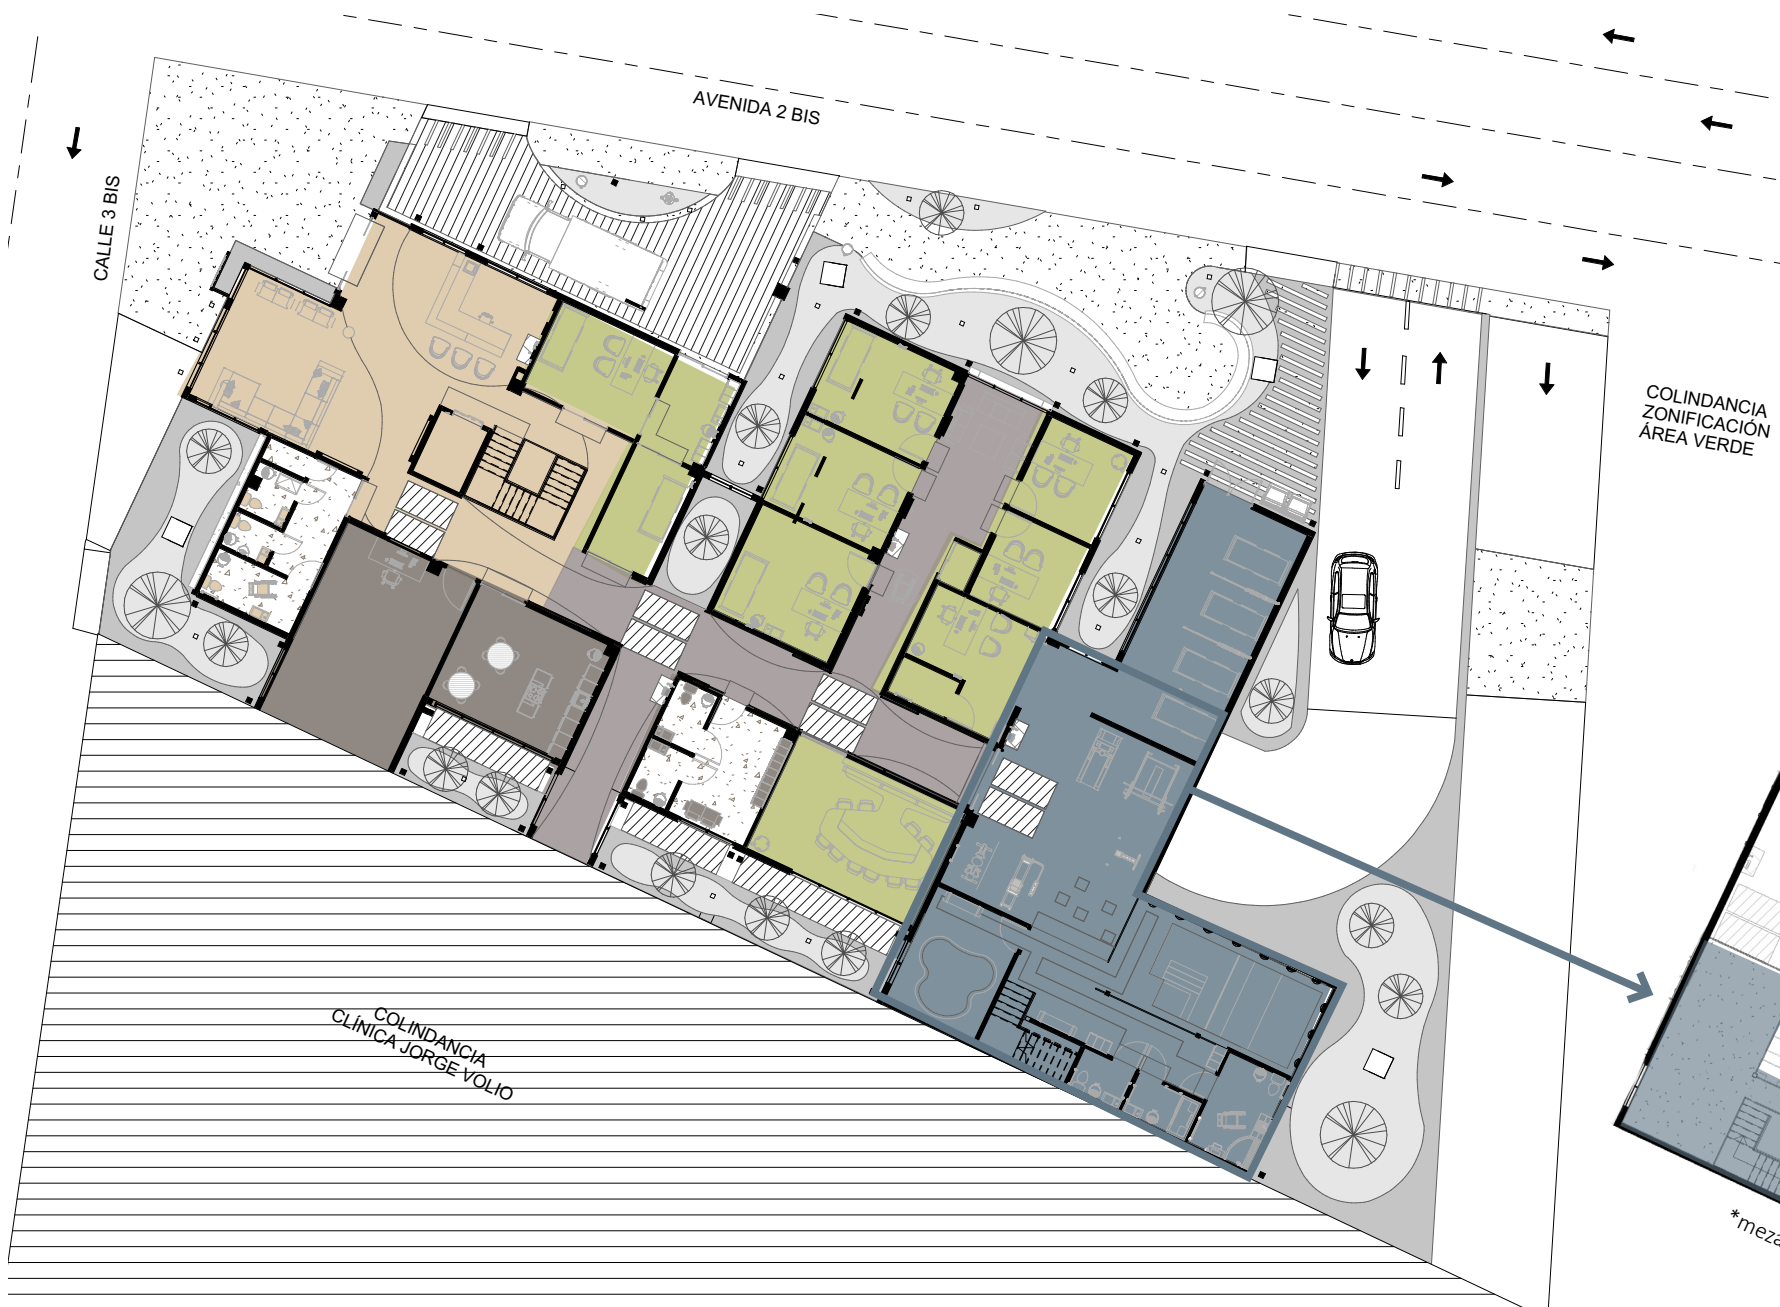 AVENIDA 2 BIS
CALLE 3 BIS
COLINDANCIA
ZONIFICACIÓN
ÁREA VERDE
COLINDANCIA
CLÍNICA JORGE VOLIO